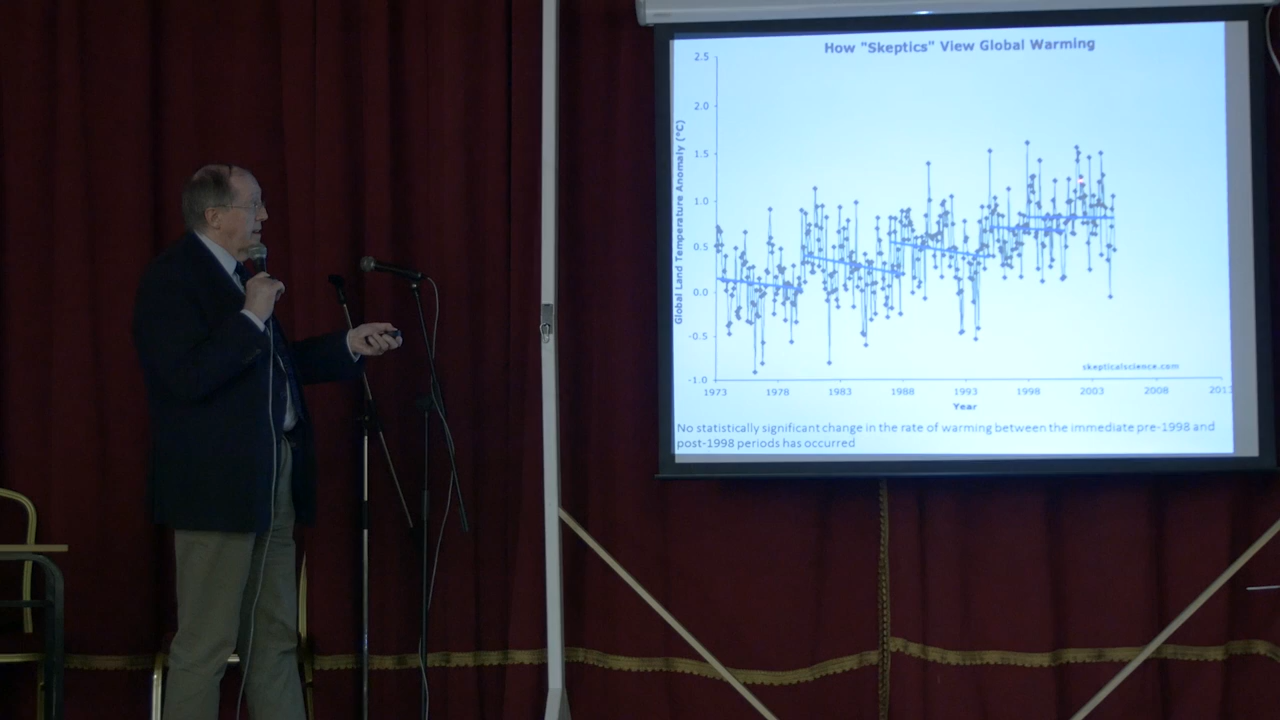 How "Skeptics" View Global Warming
2.5
2.0
1.5
1.0
0.5
0.0
-0.5
-1.0
Global Land Temperature Anomaly (°C)
skepticalscience.com
1973 1978 1983 1988 1993 1998 2003 2008 2013
Year
No statistically significant change in the rate of warming between the immediate pre-1998 and
post-1998 periods has occurred